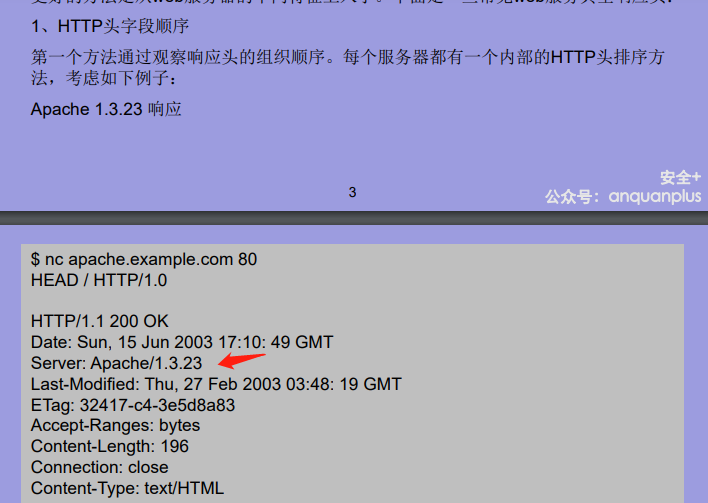 1、HTTP头字段顺序
第一个方法通过观察响应头的组织顺序。每个服务器都有一个内部的HTTP头排序方
法，考虑如下例子：
Apache 1.3.23 响应
3
安全+
公众号：anquanplus
$ nc apache.example.com 80
HEAD / HTTP/1.0
HTTP/1.1 200 OK
Date: Sun, 15 Jun 2003 17:10: 49 GMT
Server: Apache/1.3.23
Last-Modified: Thu, 27 Feb 2003 03:48: 19 GMT
ETag: 32417-c4-3e5d8a83
Accept-Ranges: bytes
Content-Length: 196
Connection: close
Content-Type: text/HTML